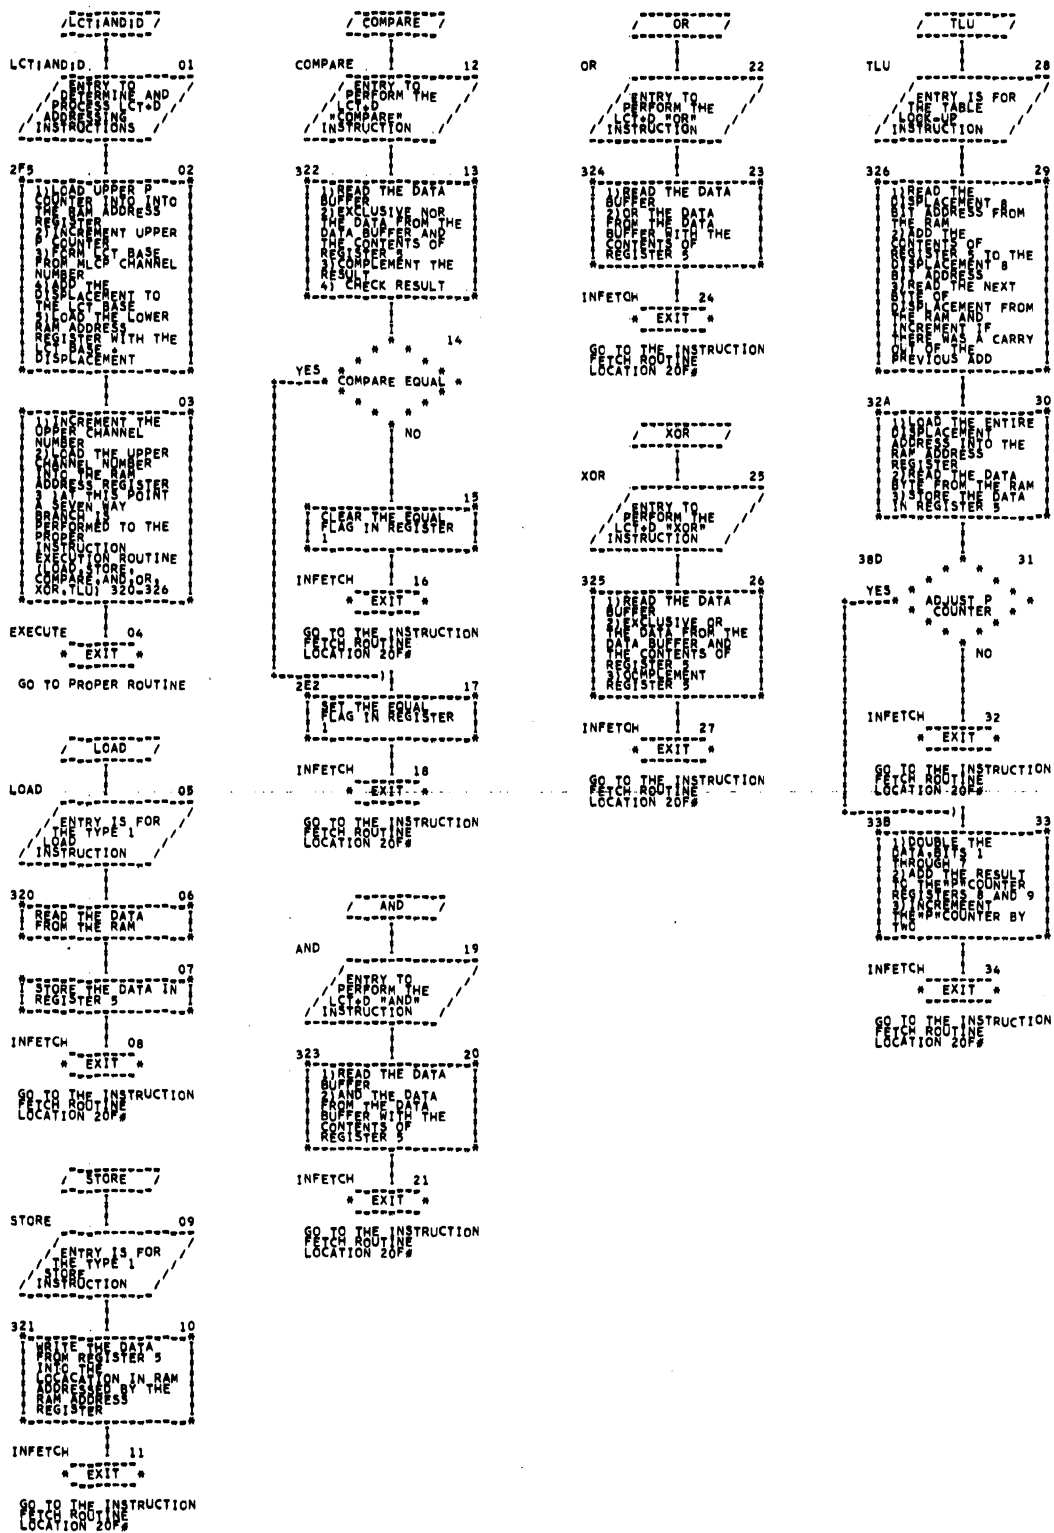 LCT|AND|D
LCT|AND|D 01
ENTRY TO
DETERMINE AND
PROCESS LCT+D
ADDRESSING
INSTRUCTIONS
2F5 02
1)LOAD UPPER P
COUNTER INTO INTO
THE RAM ADDRESS
REGISTER
2)INCREMENT UPPER
P COUNTER
3)FORM LCT BASE
FROM MLCP CHANNEL
NUMBER
4)ADD THE
DISPLACEMENT TO
THE LCT BASE
5)LOAD THE LOWER
RAM ADDRESS
REGISTER WITH THE
LCT BASE +
DISPLACEMENT
03
1)INCREMENT THE
UPPER CHANNEL
NUMBER
2)LOAD THE UPPER
CHANNEL NUMBER
INTO THE RAM
ADDRESS REGISTER
3 )AT THIS POINT
A SEVEN WAY
BRANCH IS
PERFORMED TO THE
PROPER
INSTRUCTION
EXECUTION ROUTINE
(LOAD,STORE,
COMPARE,AND,OR,
XOR,TLU) 320-326
EXECUTE 04
EXIT
GO TO PROPER ROUTINE
LOAD
LOAD 05
ENTRY IS FOR
THE TYPE 1
LOAD
INSTRUCTION
320 06
READ THE DATA
FROM THE RAM
07
STORE THE DATA IN
REGISTER 5
INFETCH 08
EXIT
GO TO THE INSTRUCTION
FETCH ROUTINE
LOCATION 20F#
STORE
STORE 09
ENTRY IS FOR
THE TYPE 1
STORE
INSTRUCTION
321 10
WRITE THE DATA
FROM REGISTER 5
INTO THE
LOCACATION IN RAM
ADDRESSED BY THE
RAM ADDRESS
REGISTER
INFETCH 11
EXIT
GO TO THE INSTRUCTION
FETCH ROUTINE
LOCATION 20F#
COMPARE
COMPARE 12
ENTRY TO
PERFORM THE
LCT+D
"COMPARE"
INSTRUCTION
322 13
1)READ THE DATA
BUFFER
2)EXCLUSIVE NOR
THE DATA FROM THE
DATA BUFFER AND
THE CONTENTS OF
REGISTER 5
3)COMPLEMENT THE
RESULT
4) CHECK RESULT
14
YES
COMPARE EQUAL
NO
15
CLEAR THE EQUAL
FLAG IN REGISTER
1
INFETCH 16
EXIT
GO TO THE INSTRUCTION
FETCH ROUTINE
LOCATION 20F#
2E2 17
SET THE EQUAL
FLAG IN REGISTER
1
INFETCH 18
EXIT
GO TO THE INSTRUCTION
FETCH ROUTINE
LOCATION 20F#
AND
AND 19
ENTRY TO
PERFORM THE
LCT+D "AND"
INSTRUCTION
323 20
1)READ THE DATA
BUFFER
2)AND THE DATA
FROM THE DATA
BUFFER WITH THE
CONTENTS OF
REGISTER 5
INFETCH 21
EXIT
GO TO THE INSTRUCTION
FETCH ROUTINE
LOCATION 20F#
OR
OR 22
ENTRY TO
PERFORM THE
LCT+D "OR"
INSTRUCTION
324 23
1)READ THE DATA
BUFFER
2)OR THE DATA
FROM THE DATA
BUFFER WITH THE
CONTENTS OF
REGISTER 5
INFETCH 24
EXIT
GO TO THE INSTRUCTION
FETCH ROUTINE
LOCATION 20F#
XOR
XOR 25
ENTRY TO
PERFORM THE
LCT+D "XOR"
INSTRUCTION
325 26
1)READ THE DATA
BUFFER
2)EXCLUSIVE OR
THE DATA FROM THE
DATA BUFFER AND
THE CONTENTS OF
REGISTER 5
3)OCMPLEMENT
REGISTER 5
INFETCH 27
EXIT
GO TO THE INSTRUCTION
FETCH ROUTINE
LOCATION 20F#
TLU
TLU 28
ENTRY IS FOR
THE TABLE
LOOK-UP
INSTRUCTION
326 29
1)READ THE
DISPLACEMENT 8
BIT ADDRESS FROM
THE RAM
2)ADD THE
CONTENTS OF
REGISTER 5 TO THE
DISPLACEMENT 8
BIT ADDRESS
3)READ THE NEXT
BYTE OF
DISPLACEMENT FROM
THE RAM AND
INCREMENT IF
THERE WAS A CARRY
OUT OF THE
PREVIOUS ADD
32A 30
1)LOAD THE ENTIRE
DISPLACEMENT
ADDRESS INTO THE
RAM ADDRESS
REGISTER
2)READ THE DATA
BYTE FROM THE RAM
3)STORE THE DATA
IN REGISTER 5
38D 31
YES
ADJUST P
COUNTER
NO
INFETCH 32
EXIT
GO TO THE INSTRUCTION
FETCH ROUTINE
LOCATION 20F#
33B 33
1)DOUBLE THE
DATA,BITS 1
THROUGH 7
2)ADD THE RESULT
TO THE"P"COUNTER
REGISTERS 8 AND 9
3)INCREMEENT
THE"P"COUNTER BY
TWO
INFETCH 34
EXIT
GO TO THE INSTRUCTION
FETCH ROUTINE
LOCATION 20F#